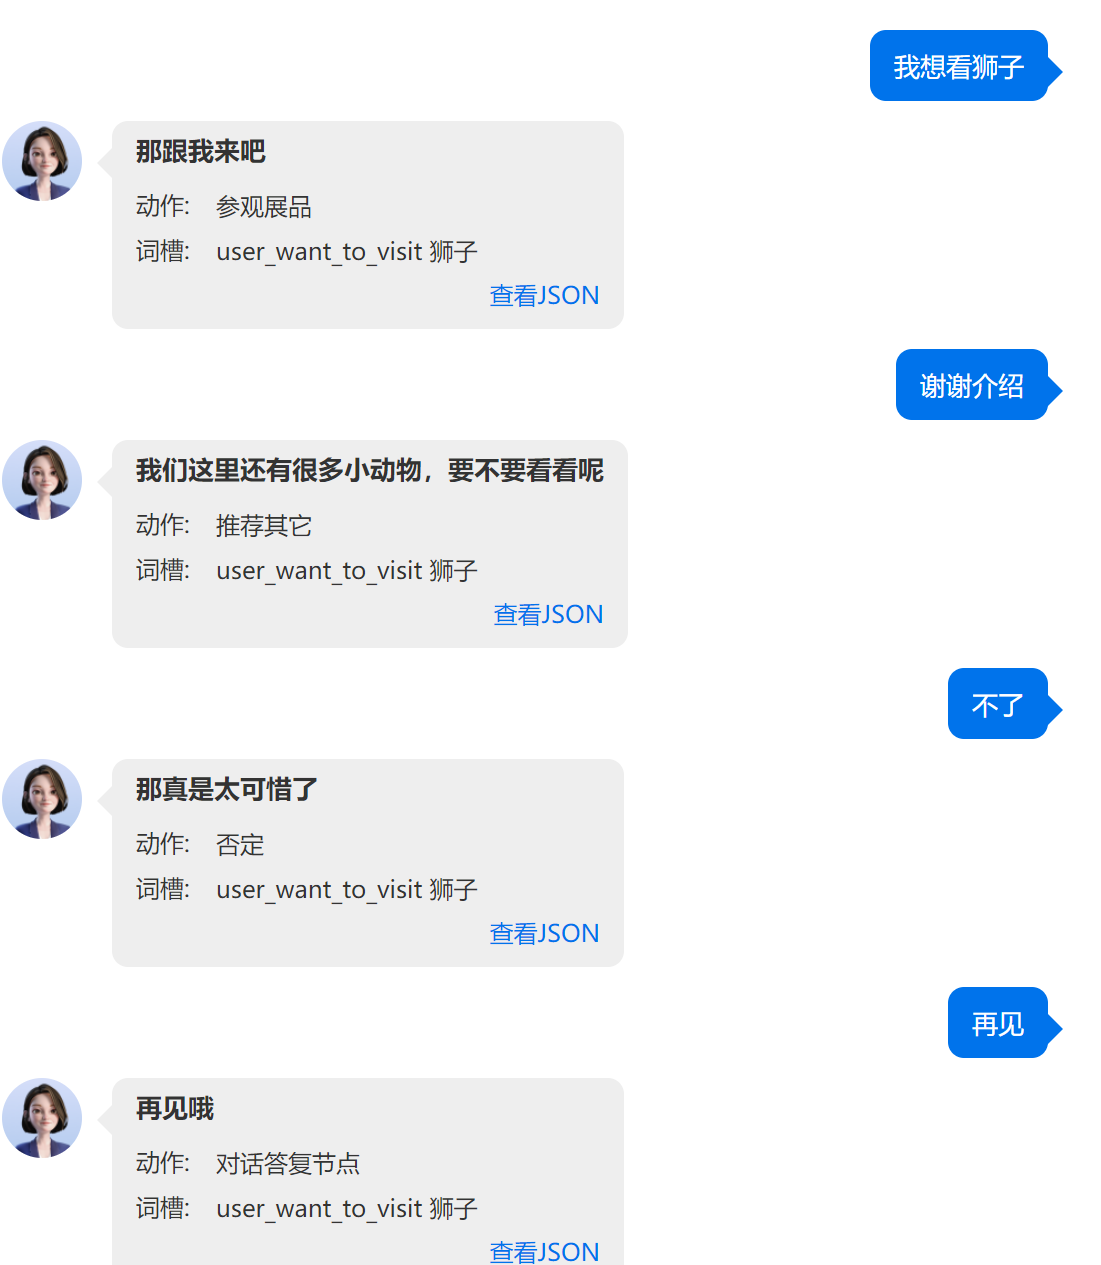 我想看狮子
那跟我来吧
动作: 参观展品
词槽: user_want_to_visit 狮子
查看JSON
谢谢介绍
我们这里还有很多小动物，要不要看看呢
动作: 推荐其它
词槽: user_want_to_visit 狮子
查看JSON
不了
那真是太可惜了
动作: 否定
词槽: user_want_to_visit 狮子
查看JSON
再见
再见哦
动作: 对话答复节点
词槽: user_want_to_visit 狮子
查看JSON